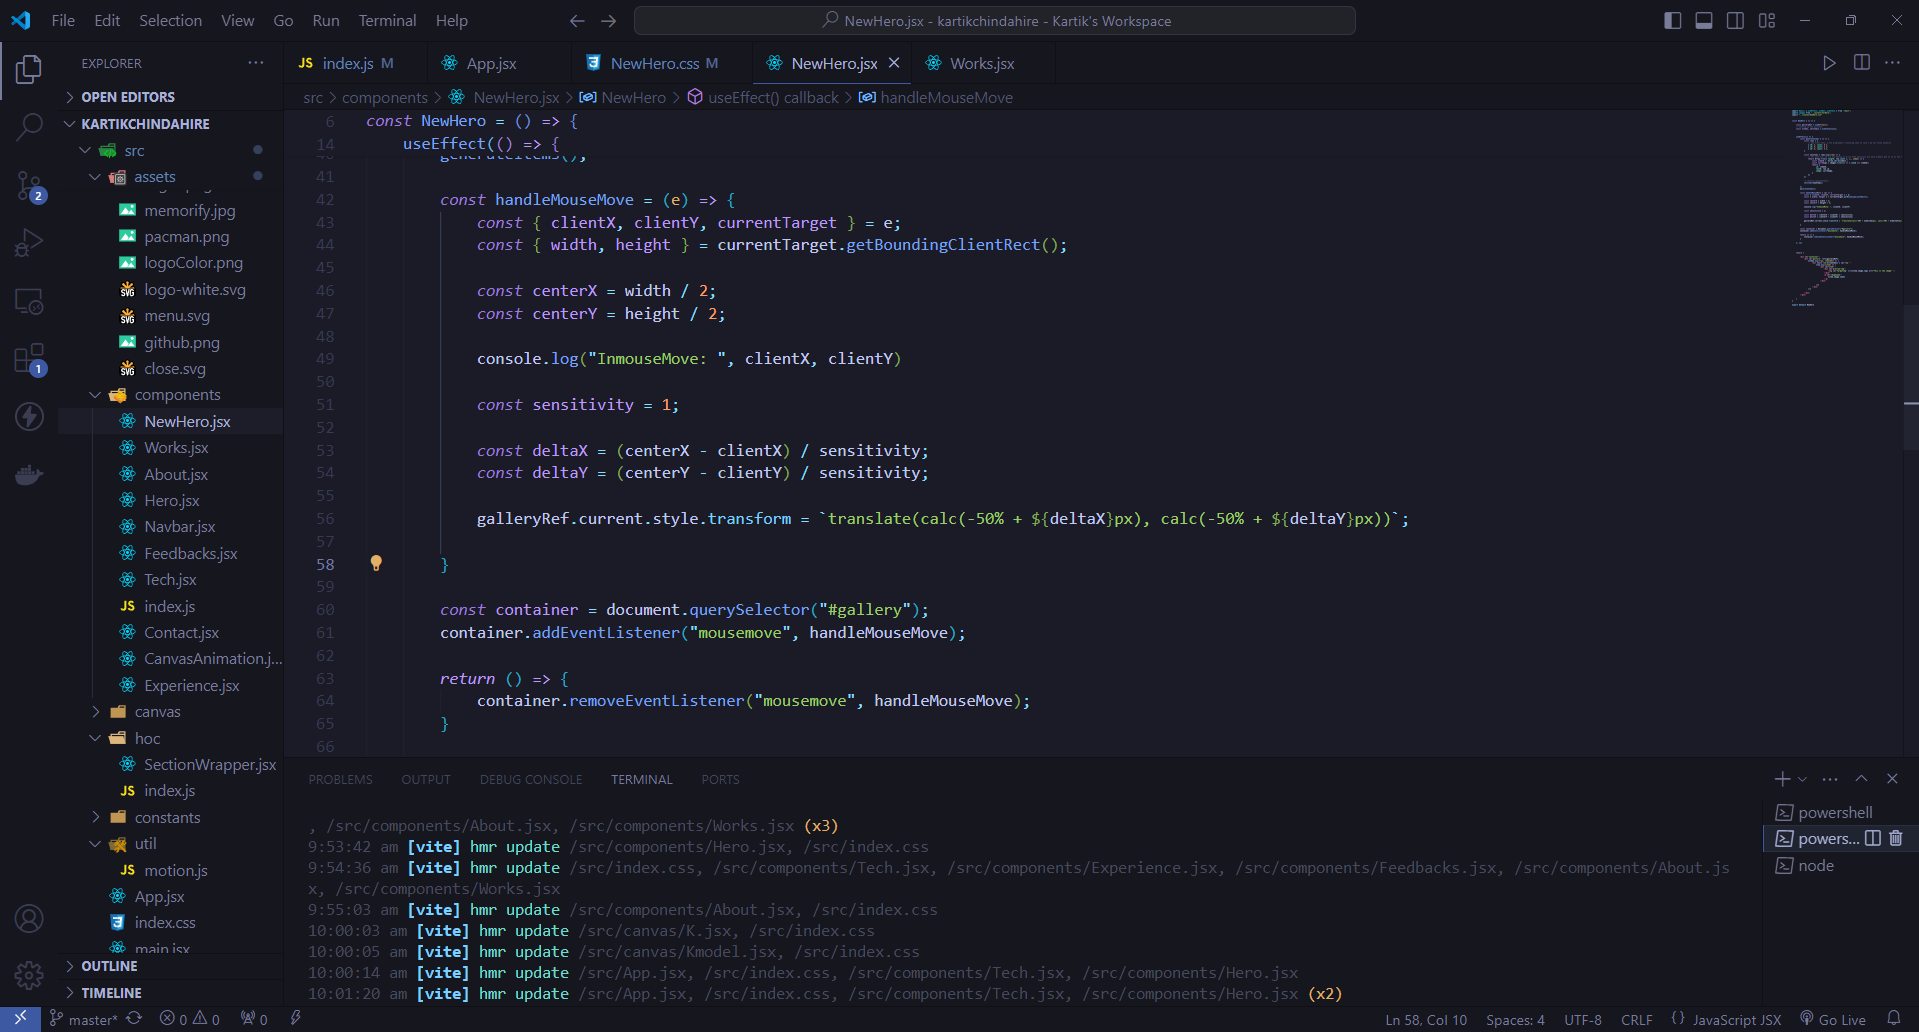 File Edit Selection View Go Run Terminal Help
NewHero.jsx - kartikchindahire - Kartik's Workspace
EXPLORER
OPEN EDITORS
KARTIKCHINDAHIRE
src
assets
memorify.jpg
pacman.png
logoColor.png
logo-white.svg
menu.svg
github.png
close.svg
components
NewHero.jsx
Works.jsx
About.jsx
Hero.jsx
Navbar.jsx
Feedbacks.jsx
Tech.jsx
JS index.js
Contact.jsx
CanvasAnimation.j...
Experience.jsx
canvas
hoc
SectionWrapper.jsx
JS index.js
constants
util
JS motion.js
App.jsx
index.css
main.jsx
OUTLINE
TIMELINE
2
1
JS index.js M
App.jsx
NewHero.css M
NewHero.jsx
Works.jsx
src > components > NewHero.jsx > NewHero > useEffect() callback > handleMouseMove
6 const NewHero = () => {
14 useEffect(() => {
generateItems();
41
42 const handleMouseMove = (e) => {
43 const { clientX, clientY, currentTarget } = e;
44 const { width, height } = currentTarget.getBoundingClientRect();
45
46 const centerX = width / 2;
47 const centerY = height / 2;
48
49 console.log("InmouseMove: ", clientX, clientY)
50
51 const sensitivity = 1;
52
53 const deltaX = (centerX - clientX) / sensitivity;
54 const deltaY = (centerY - clientY) / sensitivity;
55
56 galleryRef.current.style.transform = `translate(calc(-50% + ${deltaX}px), calc(-50% + ${deltaY}px))`;
57
58 }
59
60 const container = document.querySelector("#gallery");
61 container.addEventListener("mousemove", handleMouseMove);
62
63 return () => {
64 container.removeEventListener("mousemove", handleMouseMove);
65 }
66
PROBLEMS OUTPUT DEBUG CONSOLE TERMINAL PORTS
, /src/components/About.jsx, /src/components/Works.jsx (x3)
9:53:42 am [vite] hmr update /src/components/Hero.jsx, /src/index.css
9:54:36 am [vite] hmr update /src/index.css, /src/components/Tech.jsx, /src/components/Experience.jsx, /src/components/Feedbacks.jsx, /src/components/About.js
x, /src/components/Works.jsx
9:55:03 am [vite] hmr update /src/components/About.jsx, /src/index.css
10:00:03 am [vite] hmr update /src/canvas/K.jsx, /src/index.css
10:00:05 am [vite] hmr update /src/canvas/Kmodel.jsx, /src/index.css
10:00:14 am [vite] hmr update /src/App.jsx, /src/index.css, /src/components/Tech.jsx, /src/components/Hero.jsx
10:01:20 am [vite] hmr update /src/App.jsx, /src/index.css, /src/components/Tech.jsx, /src/components/Hero.jsx (x2)
powershell
powers...
node
master* 0 0 0
Ln 58, Col 10 Spaces: 4 UTF-8 CRLF {} JavaScript JSX Go Live